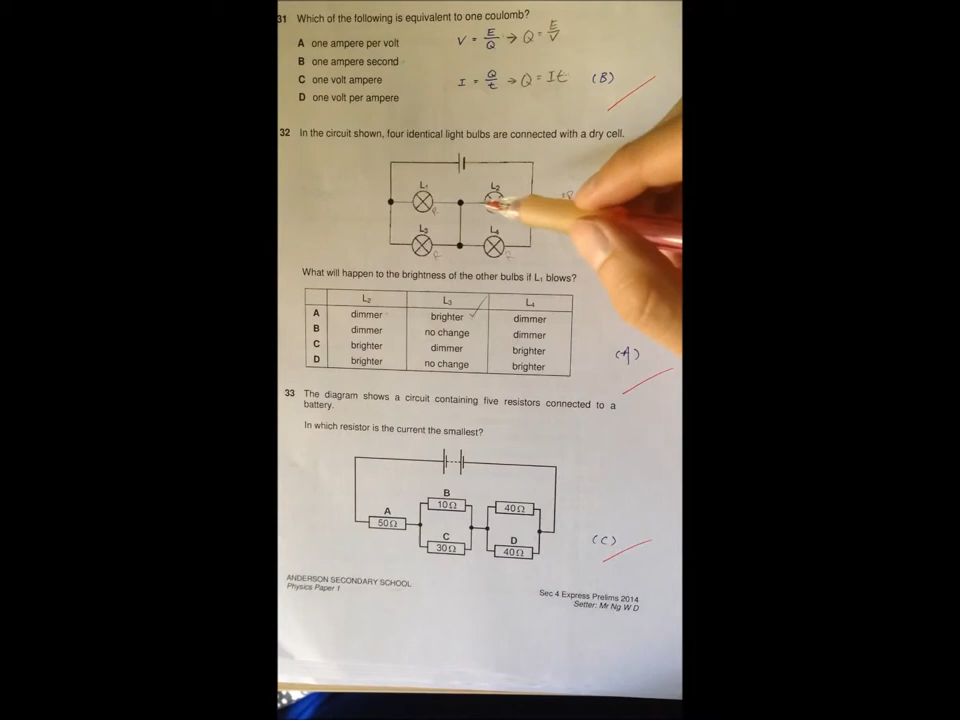 31 Which of the following is equivalent to one coulomb?
V = E/Q → Q = E/V
A one ampere per volt
B one ampere second
C one volt ampere
I = Q/t → Q = It (B)
D one volt per ampere
32 In the circuit shown, four identical light bulbs are connected with a dry cell.
L1 L2
R
L3 L4
R R
What will happen to the brightness of the other bulbs if L1 blows?
L2 L3 L4
A dimmer brighter dimmer
B dimmer no change dimmer
C brighter dimmer brighter
D brighter no change brighter
(A)
33 The diagram shows a circuit containing five resistors connected to a
battery.
In which resistor is the current the smallest?
B
10Ω 40Ω
A
50Ω
C D
30Ω 40Ω
(C)
ANDERSON SECONDARY SCHOOL
Physics Paper 1
Sec 4 Express Prelims 2014
Setter: Mr Ng W D